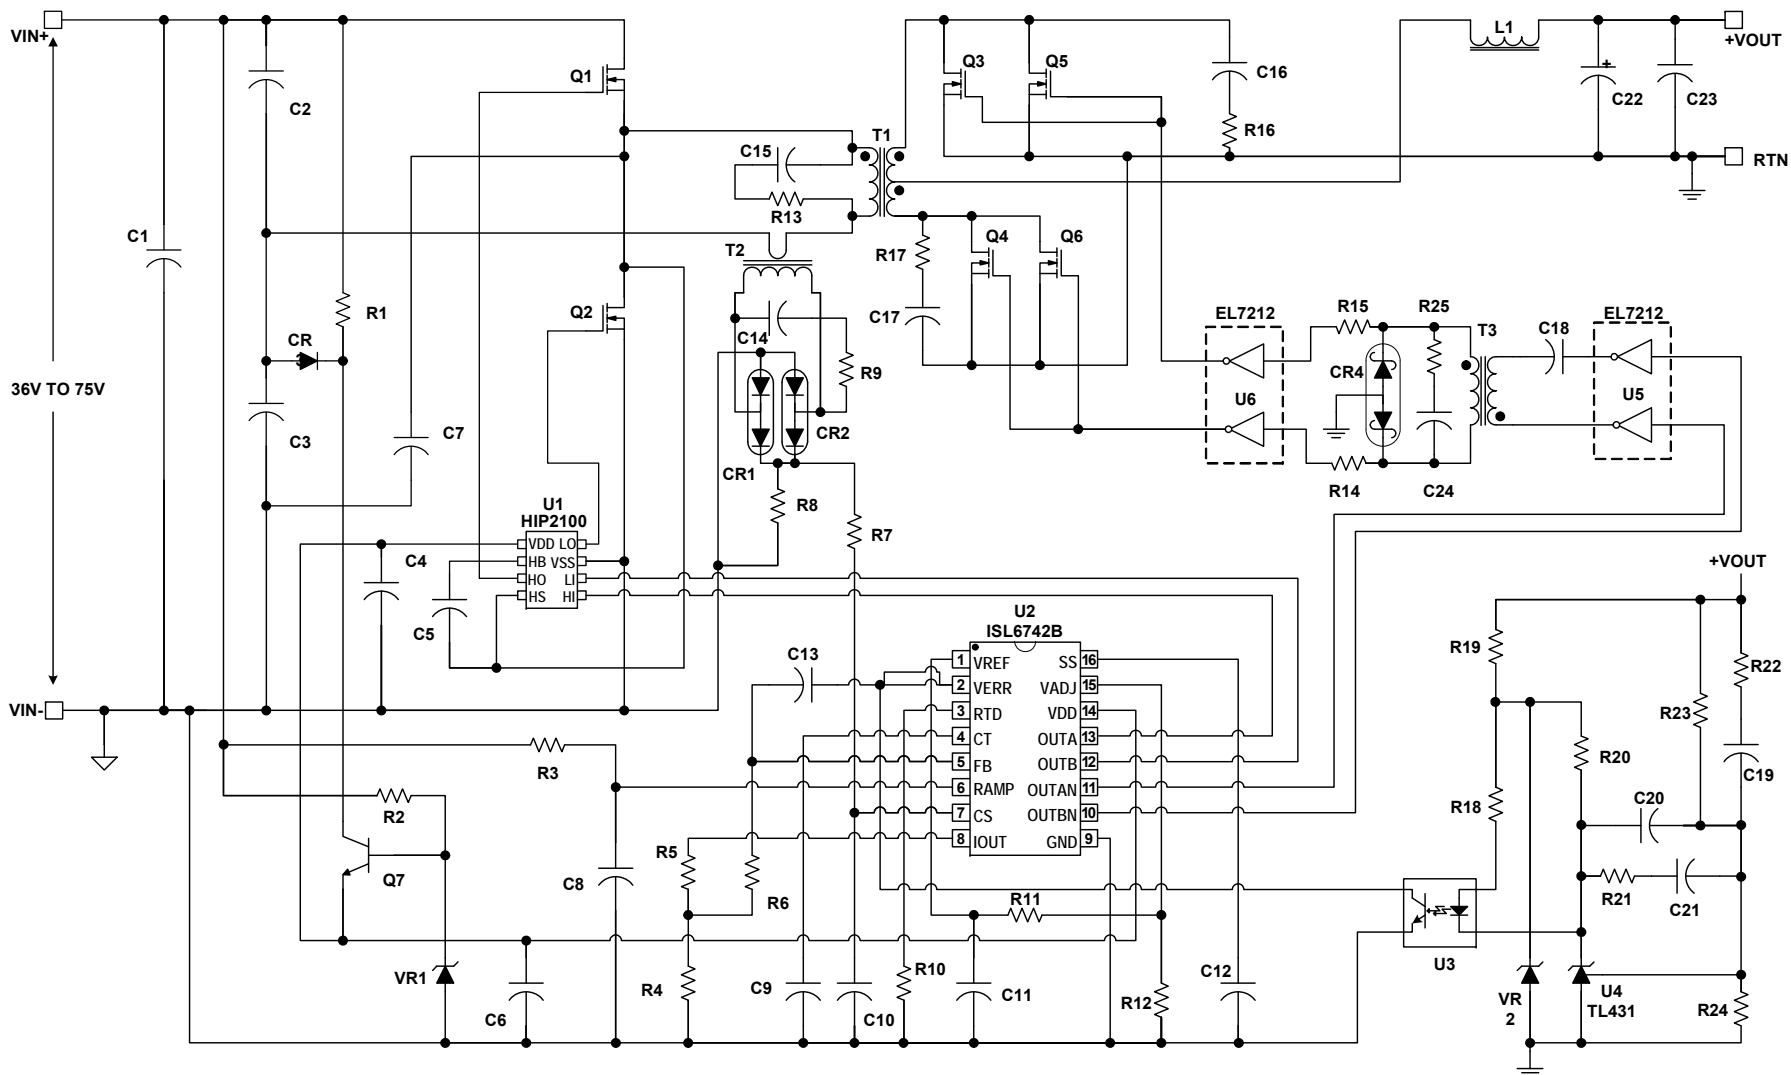 VIN+
C2
Q1
C15
R13
T1
Q3
Q5
C16
R16
L1
C22
C23
+VOUT
RTN
C1
R1
CR
C3
C7
Q2
T2
C14
R9
CR1
CR2
R8
R7
R17
C17
Q4
Q6
EL7212
U6
R15
R25
CR4
R14
C24
T3
C18
EL7212
U5
36V TO 75V
U1
HIP2100
VDD LO
HB VSS
HO LI
HS HI
C4
C5
VIN-
U2
ISL6742B
1 VREF SS 16
2 VERR VADJ 15
3 RTD VDD 14
4 CT OUTA 13
5 FB OUTB 12
6 RAMP OUTAN 11
7 CS OUTBN 10
8 IOUT GND 9
C13
R3
R2
Q7
C8
R5
R6
R4
VR1
C6
C9
C10
R10
C11
R11
R12
C12
U3
+VOUT
R19
R22
R23
R20
C19
R18
C20
R21
C21
VR
2
U4
TL431
R24